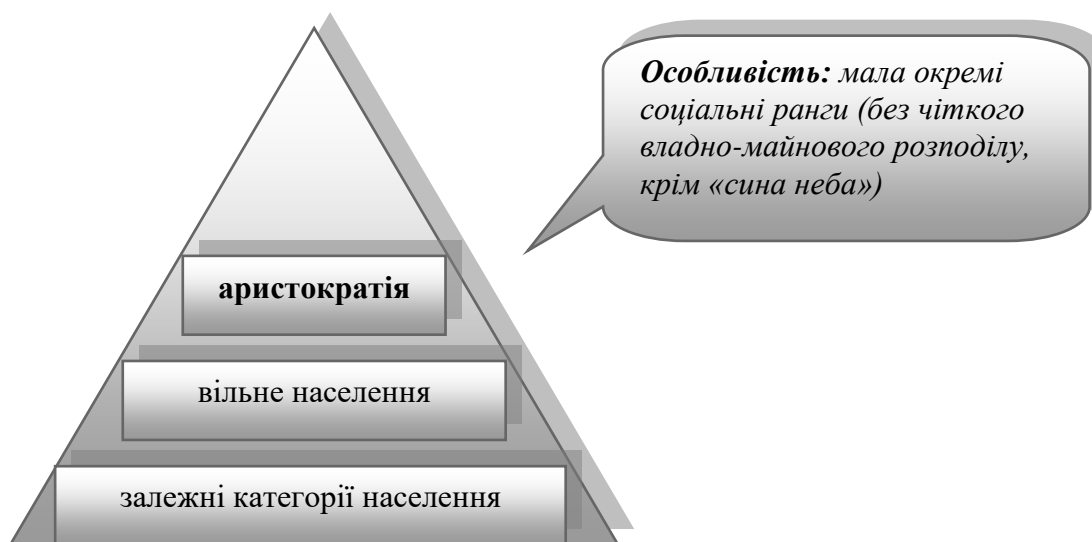 Особливість: мала окремі
соціальні ранги (без чіткого
владно-майнового розподілу,
крім «сина неба»)
аристократія
вільне населення
залежні категорії населення